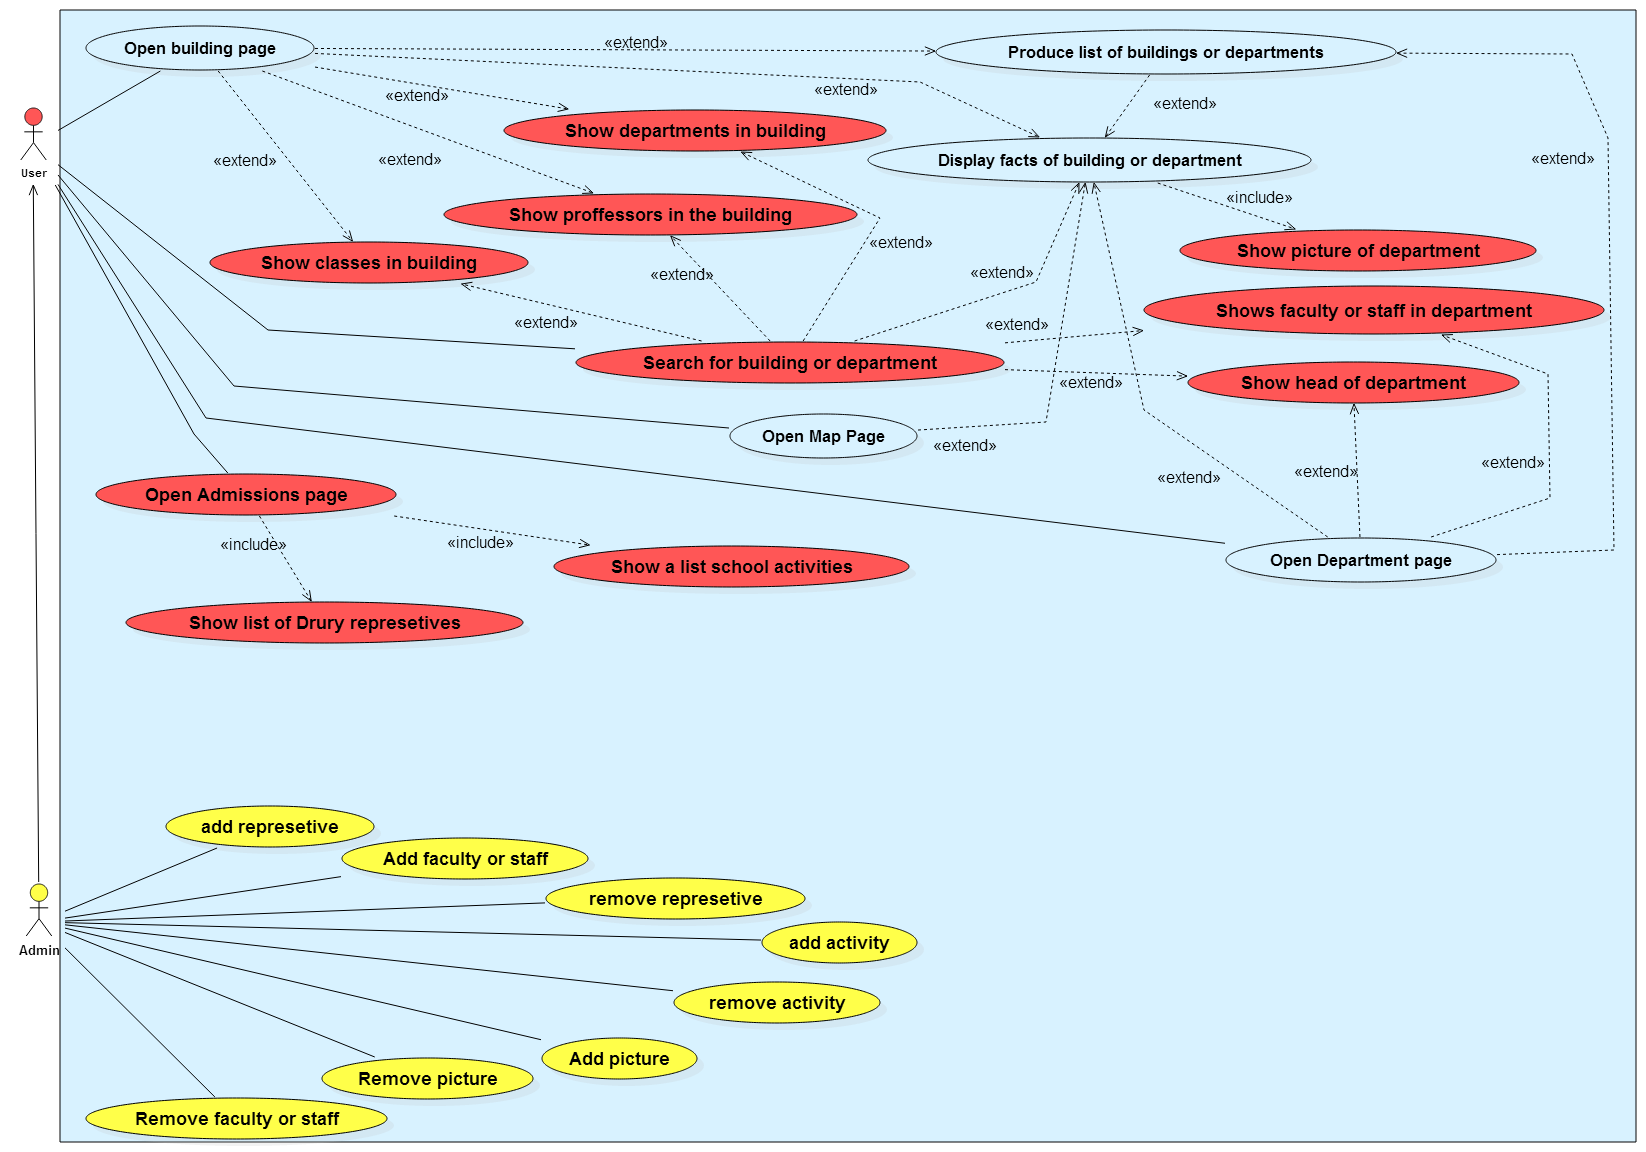 Open building page
«extend»
Produce list of buildings or departments
«extend»
«extend»
«extend»
Show departments in building
«extend»
«extend»
Display facts of building or department
«extend»
User
«include»
Show proffessors in the building
«extend»
Show picture of department
Show classes in building
«extend»
«extend»
Shows faculty or staff in department
«extend»
«extend»
Search for building or department
«extend»
Show head of department
Open Map Page
«extend»
«extend»
«extend»
«extend»
Open Admissions page
«include»
«include»
Show a list school activities
Open Department page
Show list of Drury represetives
add represetive
Add faculty or staff
remove represetive
add activity
Admin
remove activity
Add picture
Remove picture
Remove faculty or staff